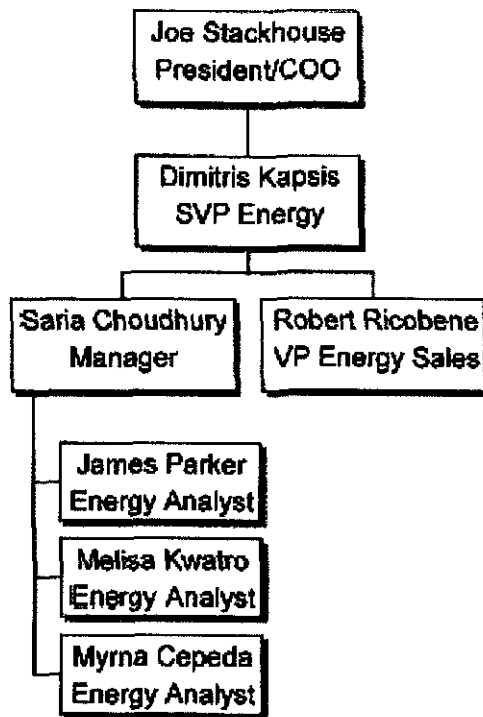 Joe Stackhouse
President/COO
Dimitris Kapsis
SVP Energy
Saria Choudhury
Manager
Robert Ricobene
VP Energy Sales
James Parker
Energy Analyst
Melisa Kwatro
Energy Analyst
Myrna Cepeda
Energy Analyst